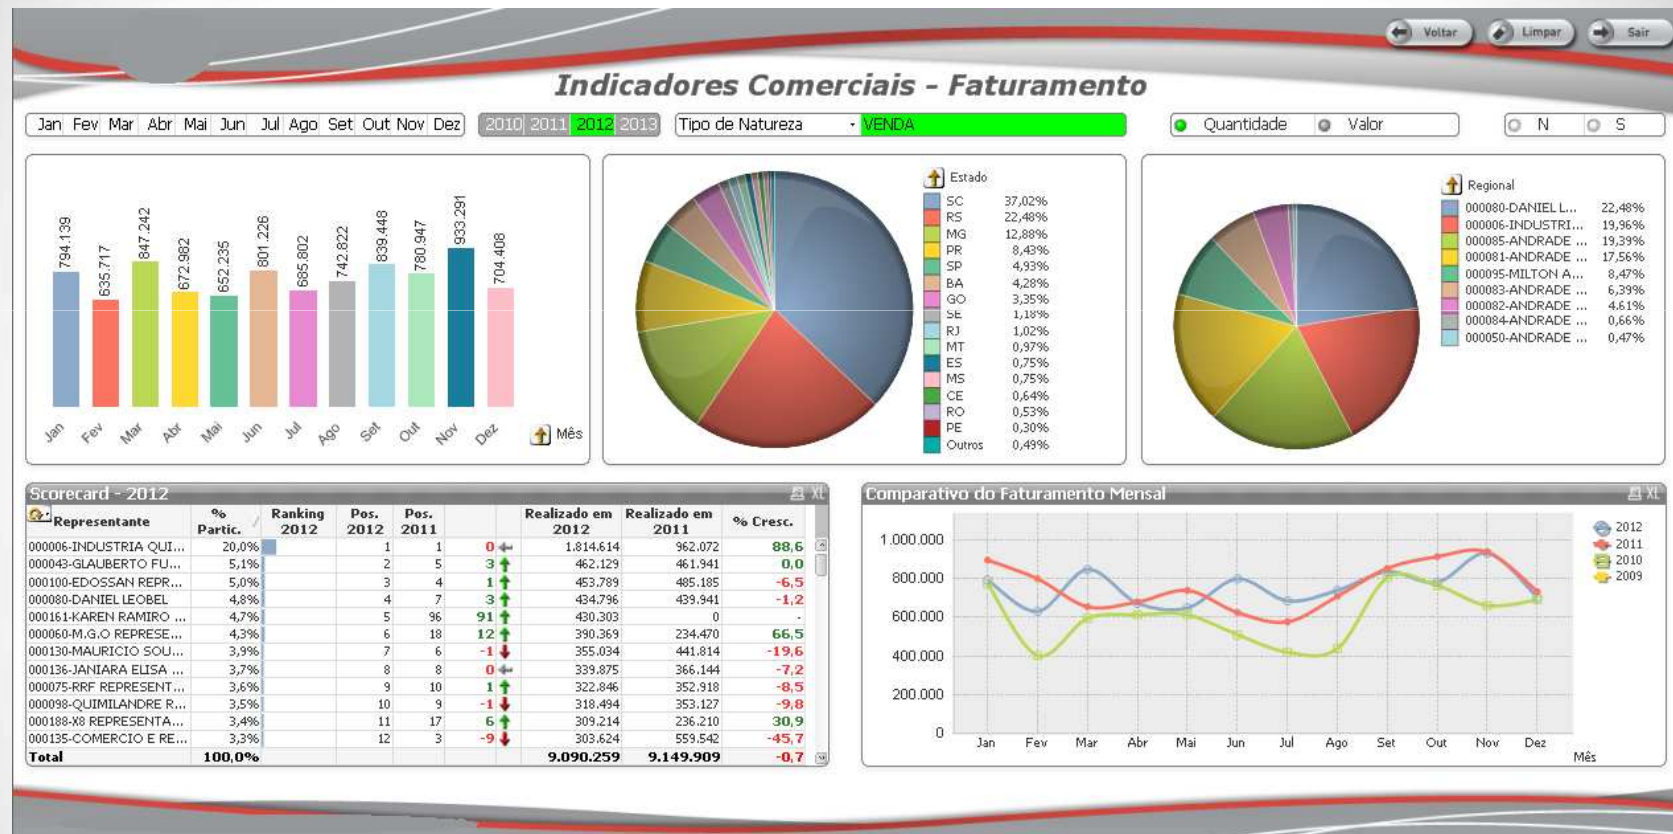 Voltar Limpar Sair
Indicadores Comerciais - Faturamento
Jan Fev Mar Abr Mai Jun Jul Ago Set Out Nov Dez 2010 2011 2012 2013 Tipo de Natureza VENDA Quantidade Valor N S
794.139
635.717
847.242
672.982
652.235
801.226
685.802
742.822
839.448
780.947
933.291
704.408
Jan Fev Mar Abr Mai Jun Jul Ago Set Out Nov Dez
Mês
Estado
SC 37,02%
RS 22,48%
MG 12,88%
PR 8,43%
SP 4,93%
BA 4,28%
GO 3,35%
SE 1,18%
RJ 1,02%
MT 0,97%
ES 0,75%
MS 0,75%
CE 0,64%
RO 0,53%
PE 0,30%
Outros 0,49%
Regional
000080-DANIEL L... 22,48%
000006-INDUSTRI... 19,96%
000085-ANDRADE ... 19,39%
000081-ANDRADE ... 17,56%
000095-MILTON A... 8,47%
000083-ANDRADE ... 6,39%
000082-ANDRADE ... 4,61%
000084-ANDRADE ... 0,66%
000050-ANDRADE ... 0,47%
Scorecard - 2012 XL
Representante % Partic. Ranking 2012 Pos. 2012 Pos. 2011 Realizado em 2012 Realizado em 2011 % Cresc.
000006-INDUSTRIA QUI... 20,0% 1 1 0 1.814.614 962.072 88,6
000043-GLAUBERTO FU... 5,1% 2 5 3 462.129 461.941 0,0
000100-EDOSSAN REPR... 5,0% 3 4 1 453.789 485.185 -6,5
000080-DANIEL LEOBEL 4,8% 4 7 3 434.796 439.941 -1,2
000161-KAREN RAMIRO ... 4,7% 5 96 91 430.303 0 -
000060-M.G.O REPRESE... 4,3% 6 18 12 390.369 234.470 66,5
000130-MAURICIO SOU... 3,9% 7 6 -1 355.034 441.814 -19,6
000136-JANIARA ELISA ... 3,7% 8 8 0 339.875 366.144 -7,2
000075-RRF REPRESENT... 3,6% 9 10 1 322.846 352.918 -8,5
000098-QUIMILANDRE R... 3,5% 10 9 -1 318.494 353.127 -9,8
000188-X8 REPRESENTA... 3,4% 11 17 6 309.214 236.210 30,9
000135-COMERCIO E RE... 3,3% 12 3 -9 303.624 559.542 -45,7
Total 100,0% 9.090.259 9.149.909 -0,7
Comparativo do Faturamento Mensal XL
1.000.000
800.000
600.000
400.000
200.000
0
Jan Fev Mar Abr Mai Jun Jul Ago Set Out Nov Dez
Mês
2012
2011
2010
2009